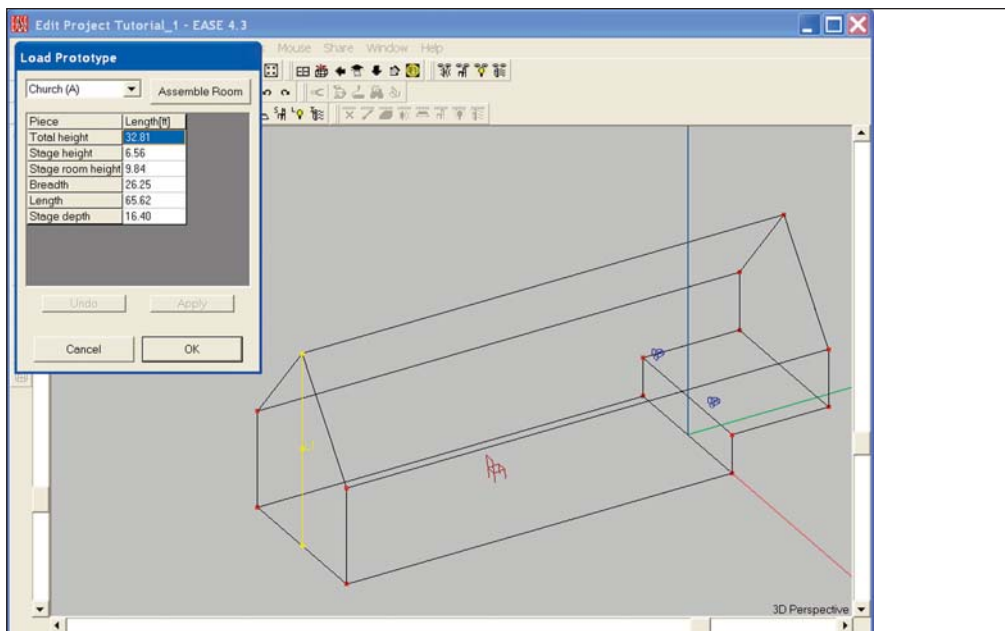 Edit Project Tutorial_1 - EASE 4.3
Mouse Share Window Help
Load Prototype
Church (A)
Assemble Room
Piece Length[ft]
Total height 32.81
Stage height 6.56
Stage room height 9.84
Breadth 26.25
Length 65.62
Stage depth 16.40
Undo Apply
Cancel OK
3D Perspective